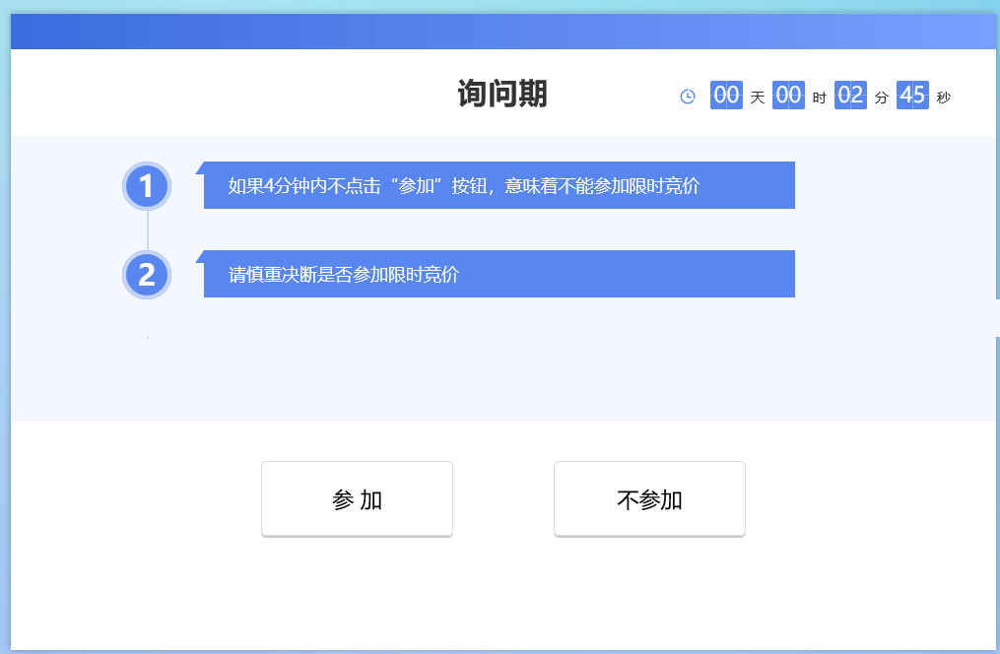 询问期
00 天 00 时 02 分 45 秒
1 如果4分钟内不点击“参加”按钮，意味着不能参加限时竞价
2 请慎重决断是否参加限时竞价
参 加
不参加